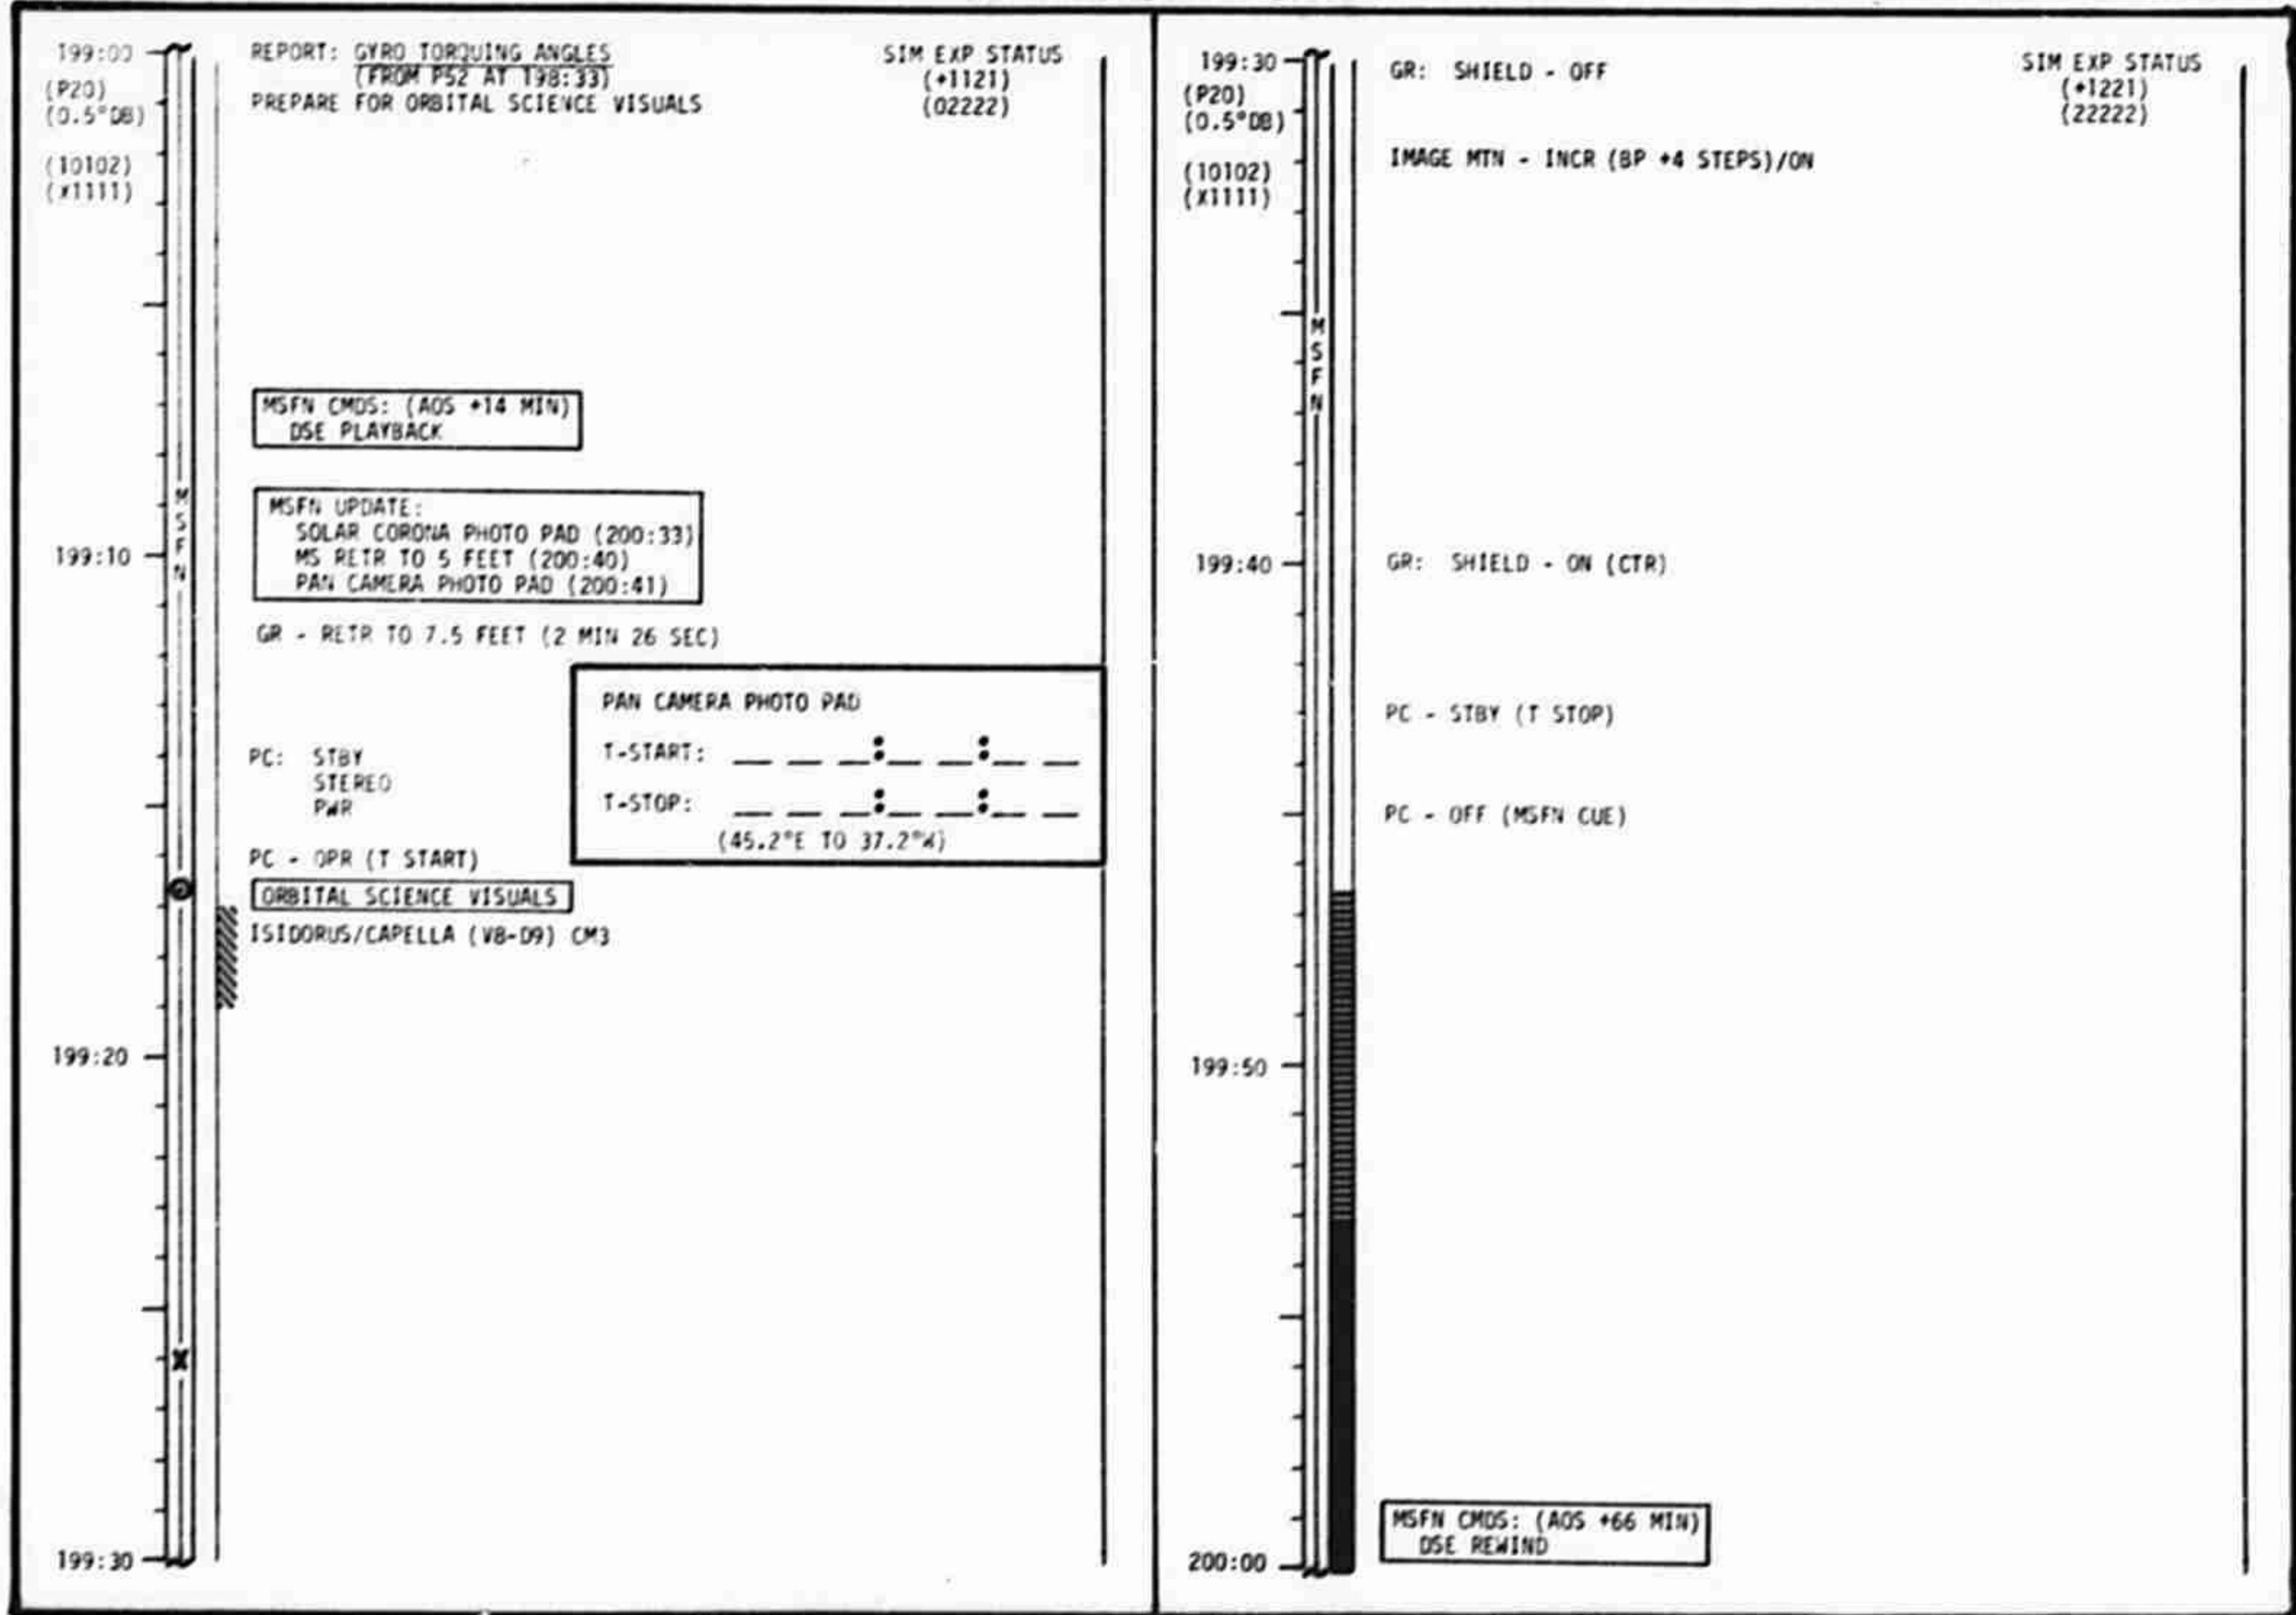 199:00
(P20)
(0.5°DB)
(10102)
(X1111)
REPORT: GYRO TORQUING ANGLES
(FROM P52 AT 198:33)
PREPARE FOR ORBITAL SCIENCE VISUALS
SIM EXP STATUS
(+1121)
(02222)
MSFN CMDS: (AOS +14 MIN)
DSE PLAYBACK
MSFN
MSFN UPDATE:
SOLAR CORONA PHOTO PAD (200:33)
MS RETR TO 5 FEET (200:40)
PAN CAMERA PHOTO PAD (200:41)
199:10
GR - RETR TO 7.5 FEET (2 MIN 26 SEC)
PAN CAMERA PHOTO PAD
T-START: _ _ _:_ _:_ _
T-STOP: _ _ _:_ _:_ _
(45.2°E TO 37.2°W)
PC: STBY
STEREO
PWR
PC - OPR (T START)
ORBITAL SCIENCE VISUALS
ISIDORUS/CAPELLA (V8-D9) CM3
199:20
199:30
199:30
(P20)
(0.5°DB)
(10102)
(X1111)
GR: SHIELD - OFF
SIM EXP STATUS
(+1221)
(22222)
IMAGE MTN - INCR (BP +4 STEPS)/ON
MSFN
199:40
GR: SHIELD - ON (CTR)
PC - STBY (T STOP)
PC - OFF (MSFN CUE)
199:50
MSFN CMDS: (AOS +66 MIN)
DSE REWIND
200:00